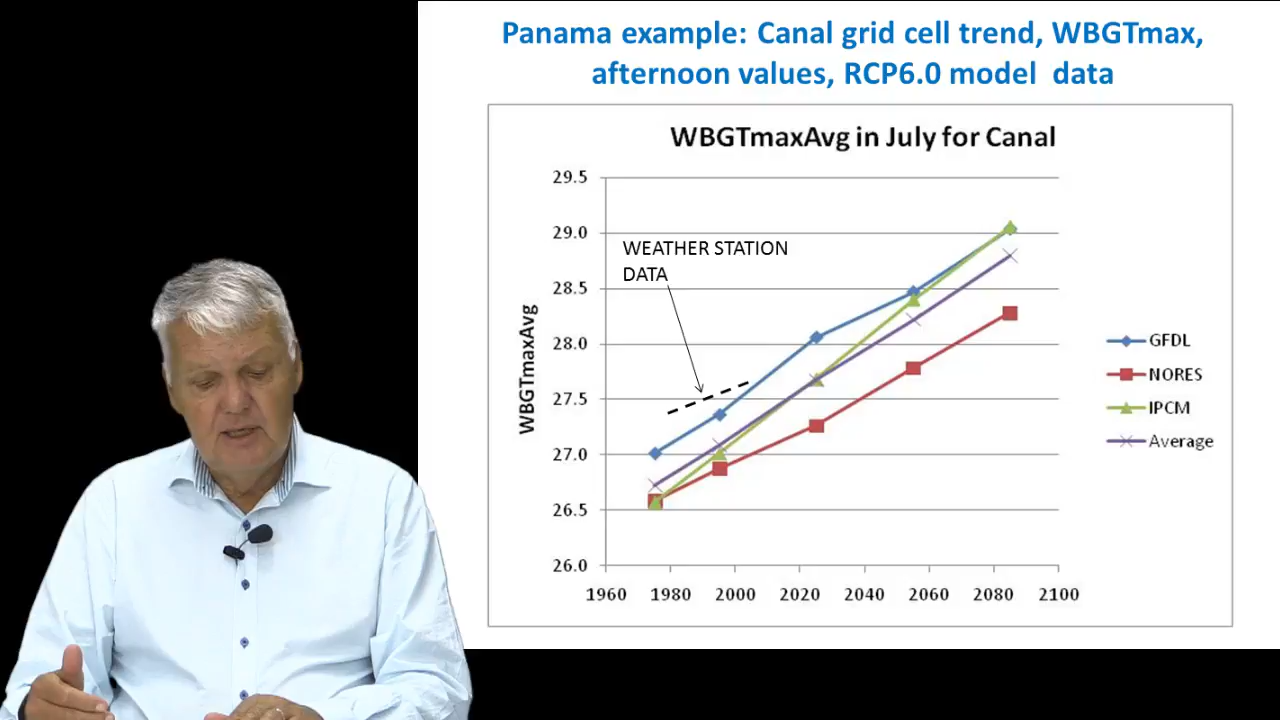 Panama example: Canal grid cell trend, WBGTmax,
afternoon values, RCP6.0 model data
WBGTmaxAvg in July for Canal
WBGTmaxAvg
29.5
29.0
28.5
28.0
27.5
27.0
26.5
26.0
WEATHER STATION
DATA
1960 1980 2000 2020 2040 2060 2080 2100
GFDL
NORES
IPCM
Average